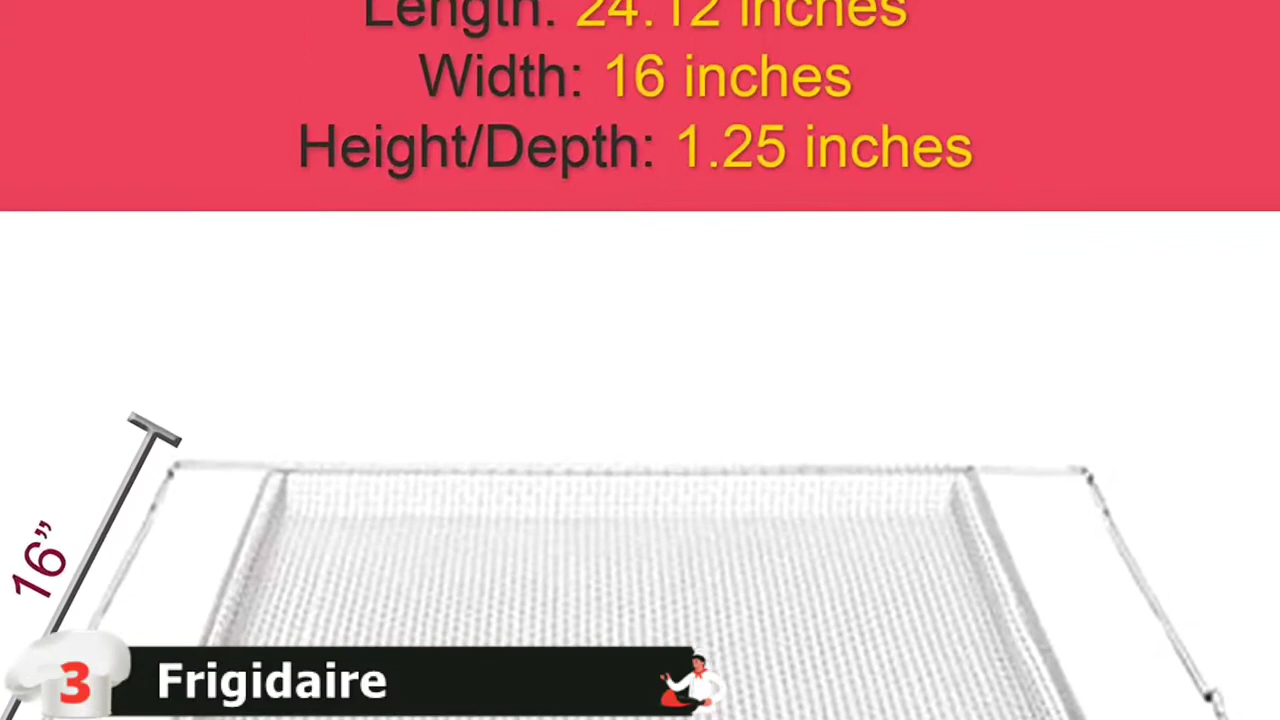 Length: 24.12 inches
Width: 16 inches
Height/Depth: 1.25 inches
16”
3 Frigidaire